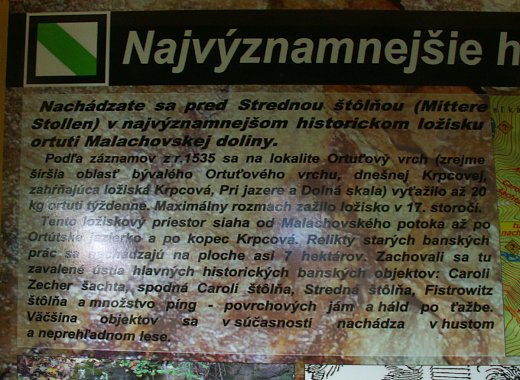 Najvýznamnejšie h
Nachádzate sa pred Strednou štôlňou (Mittere
Stollen) v najvýznamnejšom historickom ložisku
ortuti Malachovskej doliny.
Podľa záznamov z r.1535 sa na lokalite Ortuťový vrch (zrejme
širšia oblasť bývalého Ortuťového vrchu, dnešnej Krpcovej,
zahŕňajúca ložiská Krpcová, Pri jazere a Dolná skala) vyťažilo až 20
kg ortuti týždenne. Maximálny rozmach zažilo ložisko v 17. storočí.
Tento ložiskový priestor siaha od Malachovského potoka až po
Ortútske jazierko a po kopec Krpcová. Relikty starých banských
prác sa nachádzajú na ploche asi 7 hektárov. Zachovali sa tu
zavalené ústia hlavných historických banských objektov: Caroli
Zecher šachta, spodná Caroli štôlňa, Stredná štôlňa, Fistrowitz
štôlňa a množstvo píng - povrchových jám a háld po ťažbe.
Väčšina objektov sa v súčasnosti nachádza v hustom
a neprehľadnom lese.